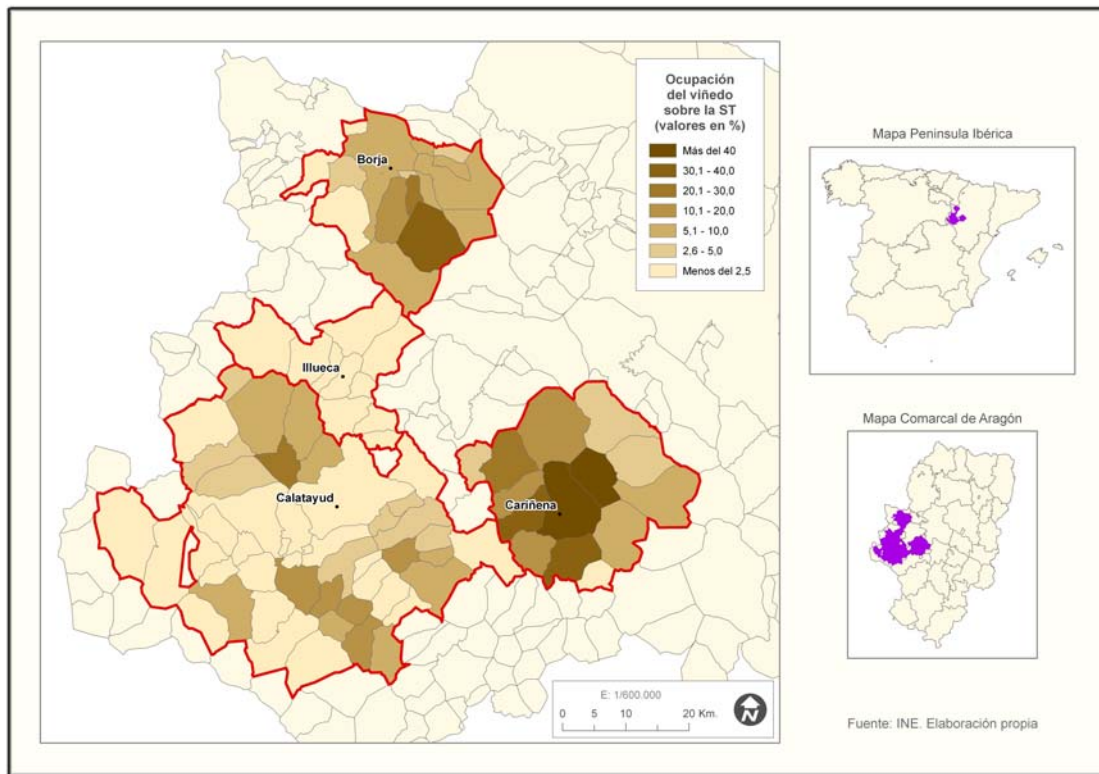 Ocupación
del viñedo
sobre la ST
(valores en %)
Más del 40
30,1 - 40,0
20,1 - 30,0
10,1 - 20,0
5,1 - 10,0
2,6 - 5,0
Menos del 2,5
Borja
Illueca
Calatayud
Cariñena
E: 1/600.000
0 5 10 20 Km.
N
Mapa Peninsula Ibérica
Mapa Comarcal de Aragón
Fuente: INE. Elaboración propia